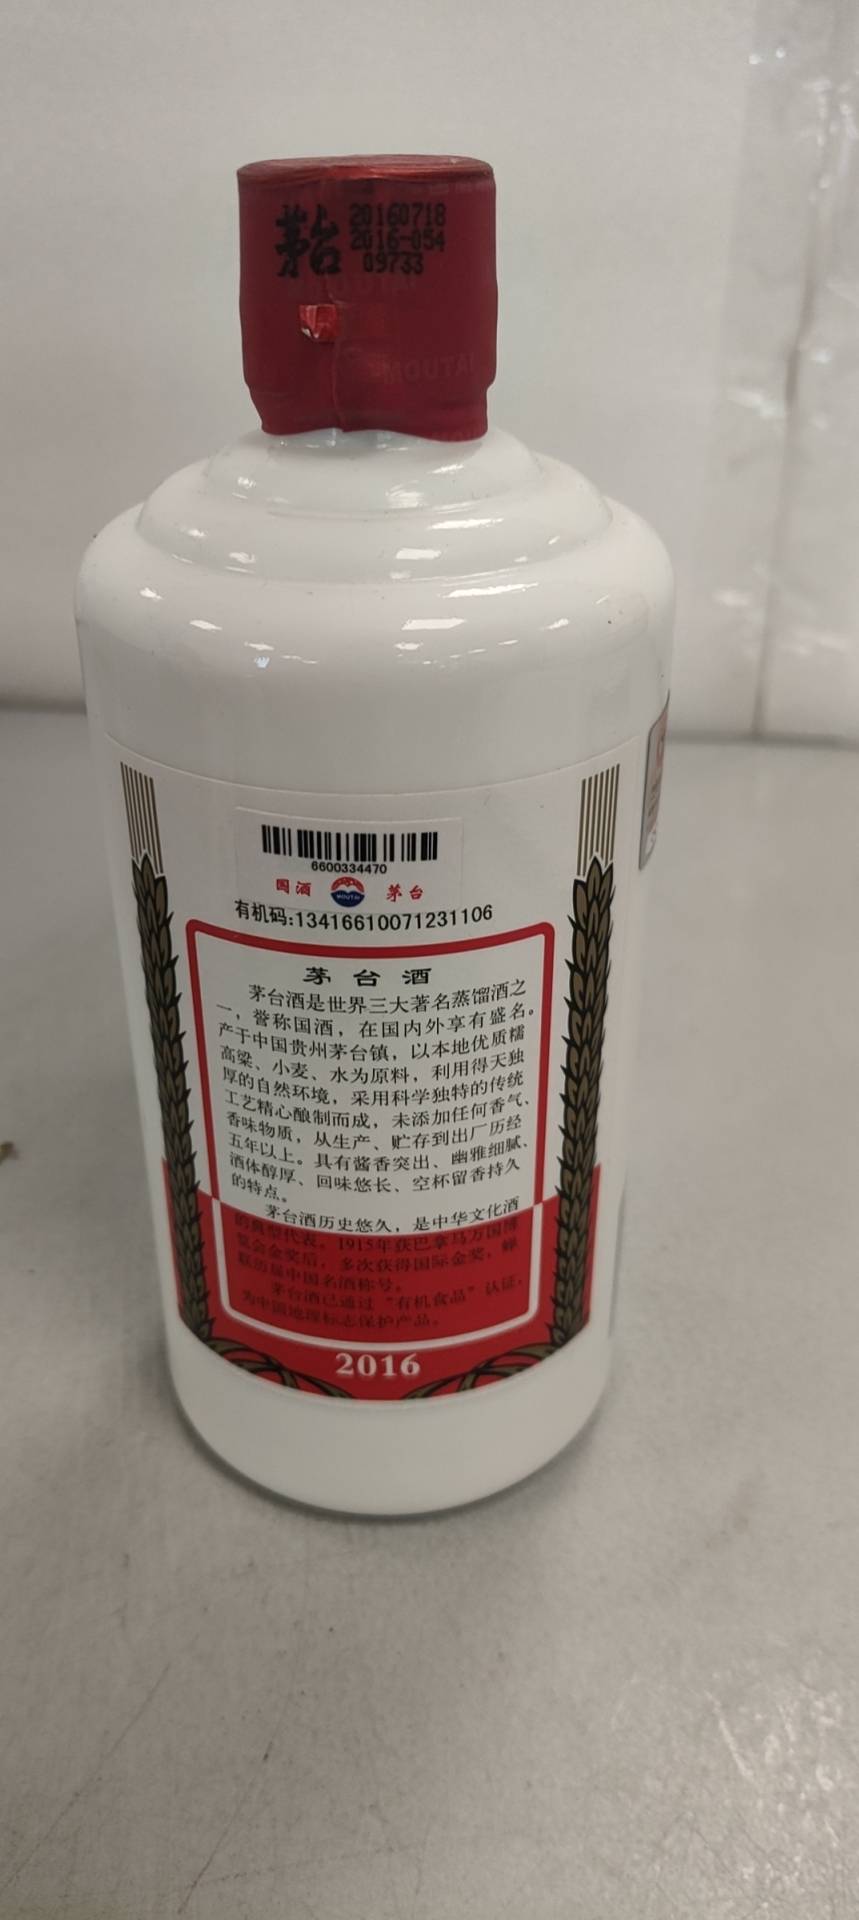 茅台
20160718
2016-054
09733
MOUTAI
6600334470
国酒
MOUTAI
茅台
有机码:13416610071231106
茅台酒
茅台酒是世界三大著名蒸馏酒之
一，誉称国酒，在国内外享有盛名。
产于中国贵州茅台镇，以本地优质糯
高粱、小麦、水为原料，利用得天独
厚的自然环境，采用科学独特的传统
工艺精心酿制而成，未添加任何香气、
香味物质，从生产、贮存到出厂历经
五年以上。具有酱香突出、幽雅细腻、
酒体醇厚、回味悠长、空杯留香持久
的特点。
茅台酒历史悠久，是中华文化酒
的典型代表。1915年获巴拿马万国博
览会金奖后，多次获得国际金奖，蝉
联历届中国名酒称号。
茅台酒已通过“有机食品”认证，
为中国地理标志保护产品。
2016